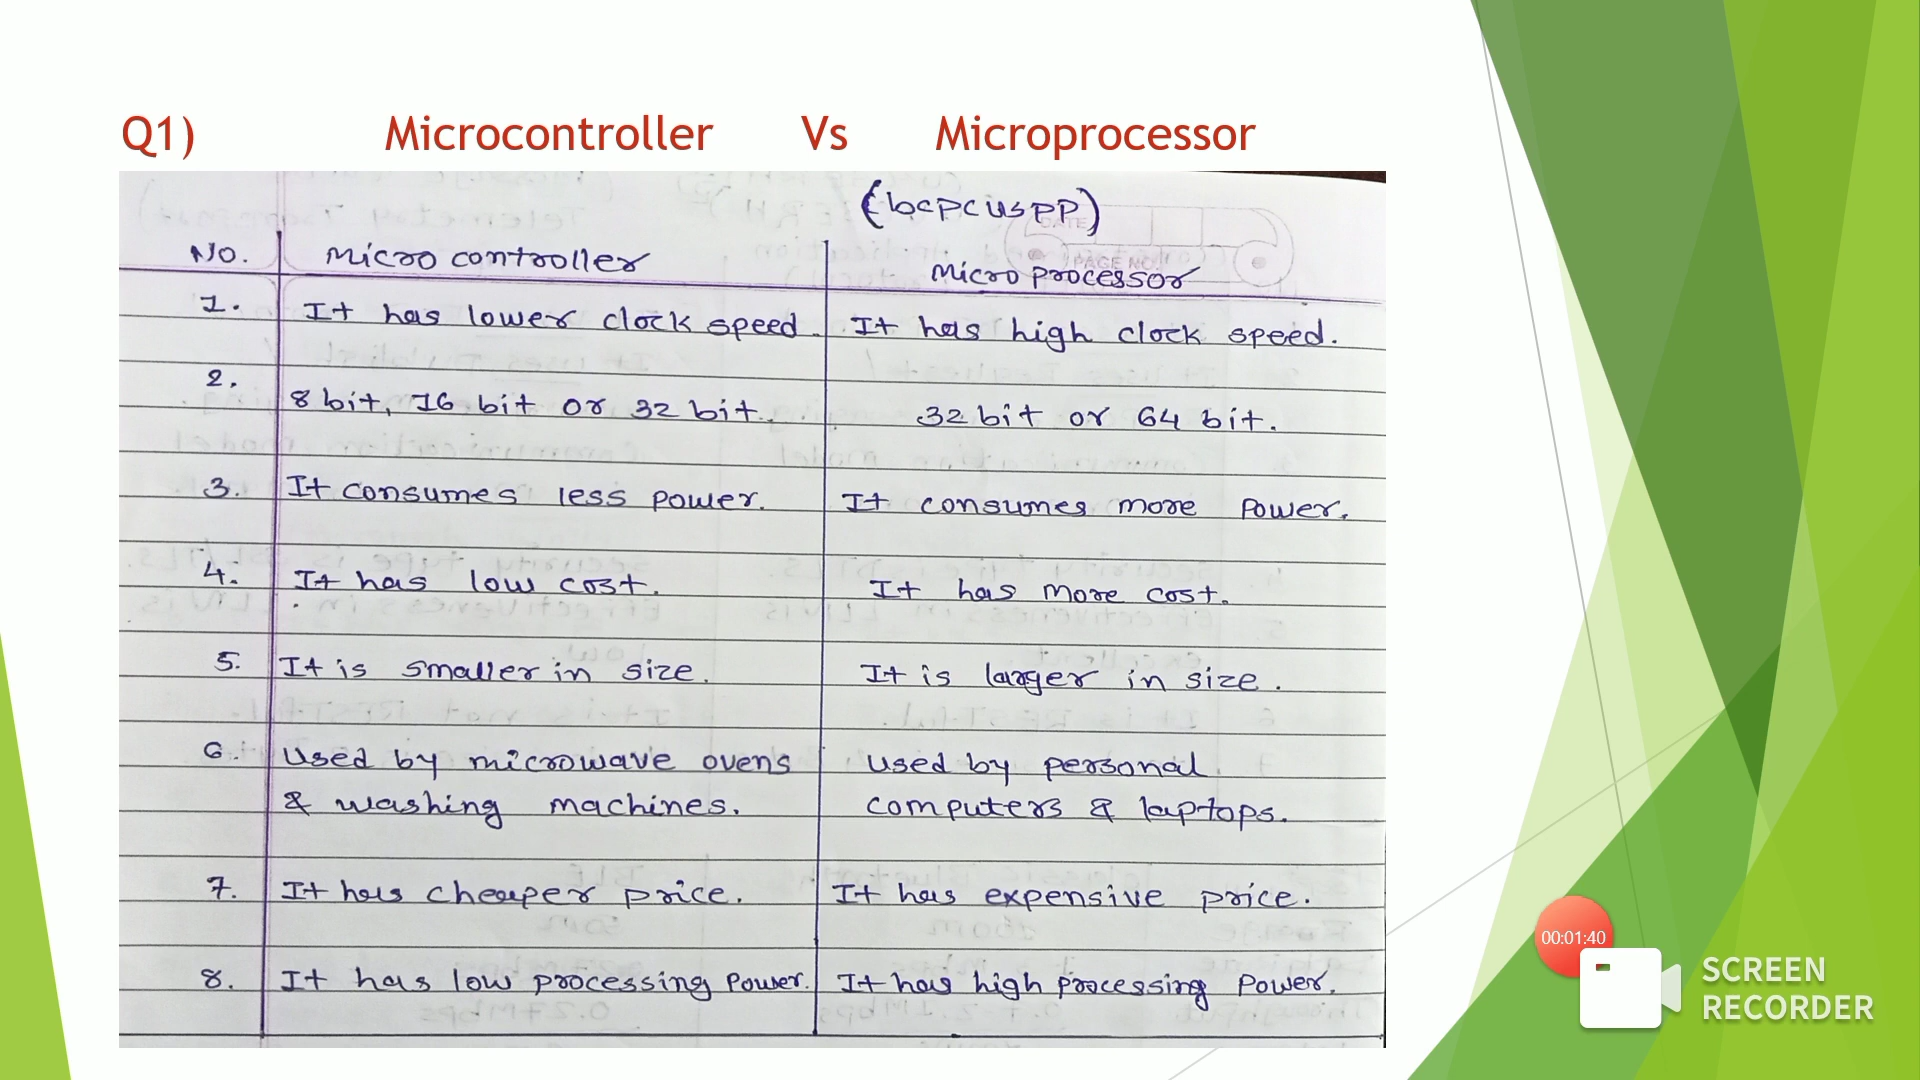 Q1) Microcontroller Vs Microprocessor
(bcpciuspp)
DATE
PAGE NO.
No. Micro controller Micro processor
1. It has lower clock speed. It has high clock speed.
2. 8 bit, 16 bit or 32 bit. 32 bit or 64 bit.
3. It consumes less power. It consumes more Power.
4. It has low cost. It has more cost.
5. It is smaller in size. It is larger in size.
6. Used by microwave ovens used by personal
& washing machines. computers & laptops.
7. It has cheaper price. It has expensive price.
8. It has low processing Power. It has high processing Power.
00:01:40
SCREEN
RECORDER